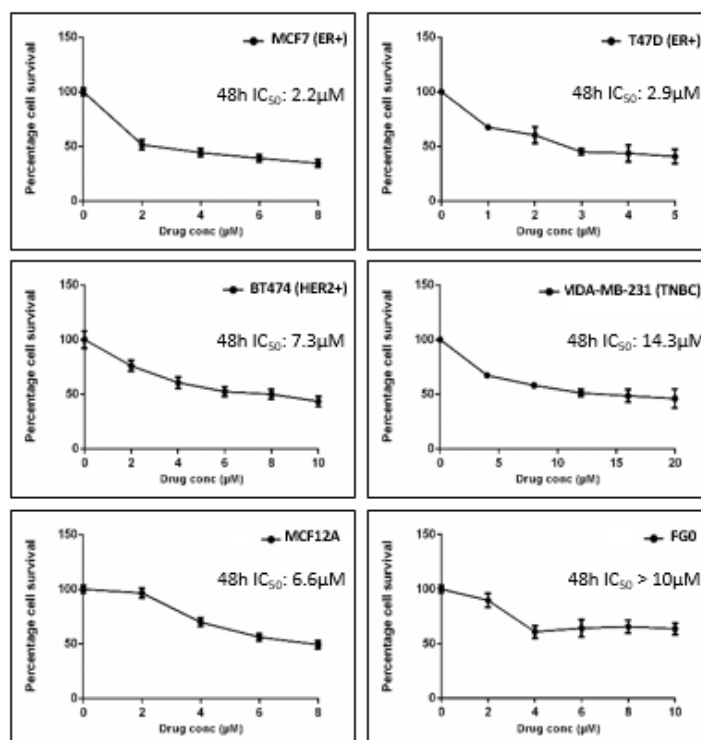 MCF7 (ER+)
48h IC₅₀: 2.2µM
Percentage cell survival
150
100
50
0
0 2 4 6 8
Drug conc (µM)
T47D (ER+)
48h IC₅₀: 2.9µM
Percentage cell survival
150
100
50
0
0 1 2 3 4 5
Drug conc (µM)
BT474 (HER2+)
48h IC₅₀: 7.3µM
Percentage cell survival
150
100
50
0
0 2 4 6 8 10
Drug conc (µM)
MDA-MB-231 (TNBC)
48h IC₅₀: 14.3µM
Percentage cell survival
150
100
50
0
0 5 10 15 20
Drug conc (µM)
MCF12A
48h IC₅₀: 6.6µM
Percentage cell survival
150
100
50
0
0 2 4 6 8
Drug conc (µM)
FG0
48h IC₅₀ > 10µM
Percentage cell survival
150
100
50
0
0 2 4 6 8 10
Drug conc (µM)